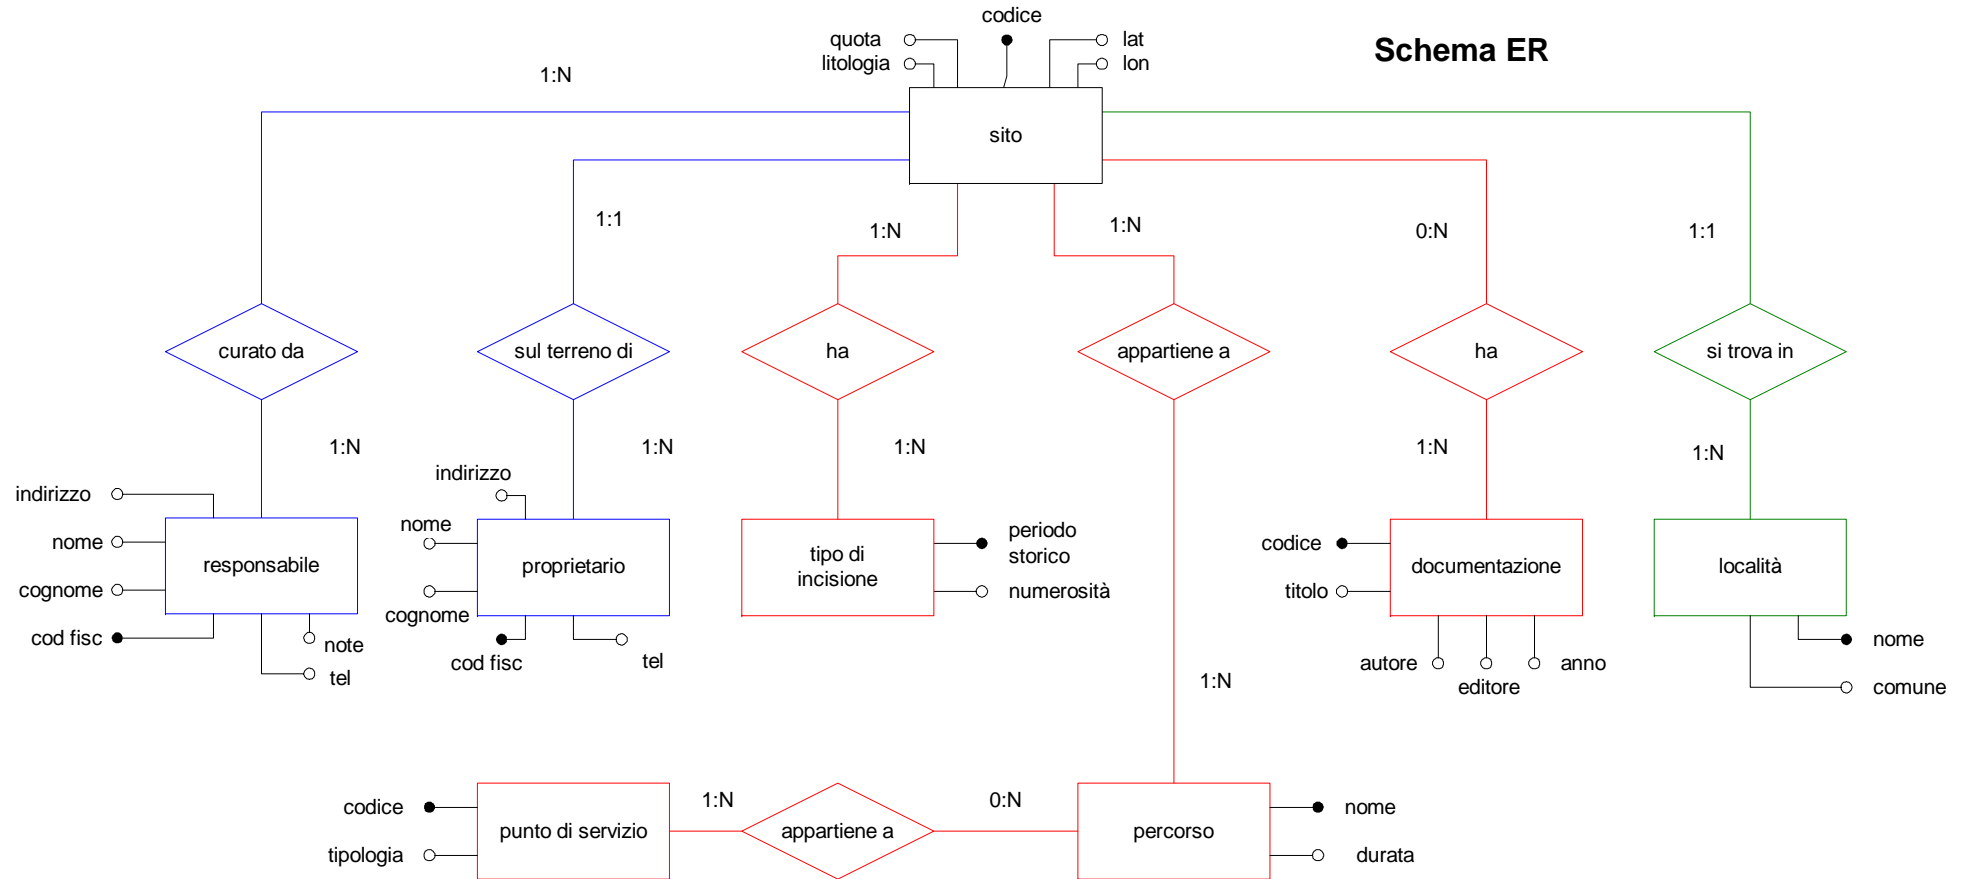 codice
quota
lat
Schema ER
litologia
lon
1:N
sito
1:1
1:N
1:N
0:N
1:1
curato da
sul terreno di
ha
appartiene a
ha
si trova in
1:N
1:N
1:N
1:N
1:N
indirizzo
nome
cognome
cod fisc
responsabile
note
tel
indirizzo
nome
cognome
cod fisc
proprietario
tel
tipo di
incisione
periodo
storico
numerosità
codice
titolo
documentazione
autore
editore
anno
località
nome
comune
1:N
codice
tipologia
punto di servizio
1:N
appartiene a
0:N
percorso
nome
durata